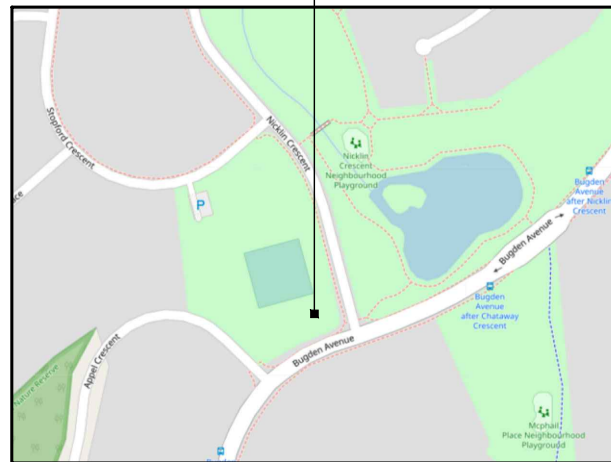 Stopford Crescent
Nicklin Crescent
P
Nicklin
Crescent
Neighbourhood
Playground
Bugden
Avenue
after Nicklin
Crescent
Bugden Avenue
Bugden
Avenue
after Chataway
Crescent
Appel Crescent
Bugden Avenue
Nature Reserve
Mcphail
Place Neighbourhood
Playground